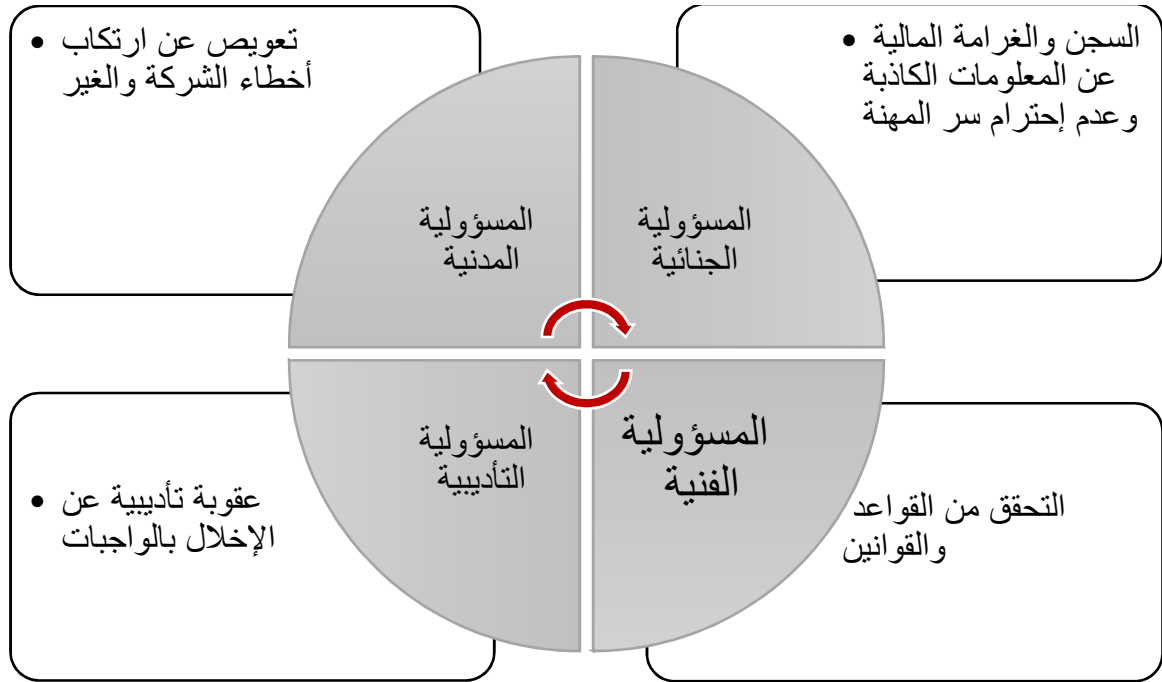 تعويص عن ارتكاب
أخطاء الشركة والغير
السجن والغرامة المالية
عن المعلومات الكاذبة
وعدم إحترام سر المهنة
المسؤولية
المدنية
المسؤولية
الجنائية
المسؤولية
التأديبية
المسؤولية
الفنية
عقوبة تأديبية عن
الإخلال بالواجبات
التحقق من القواعد
والقوانين